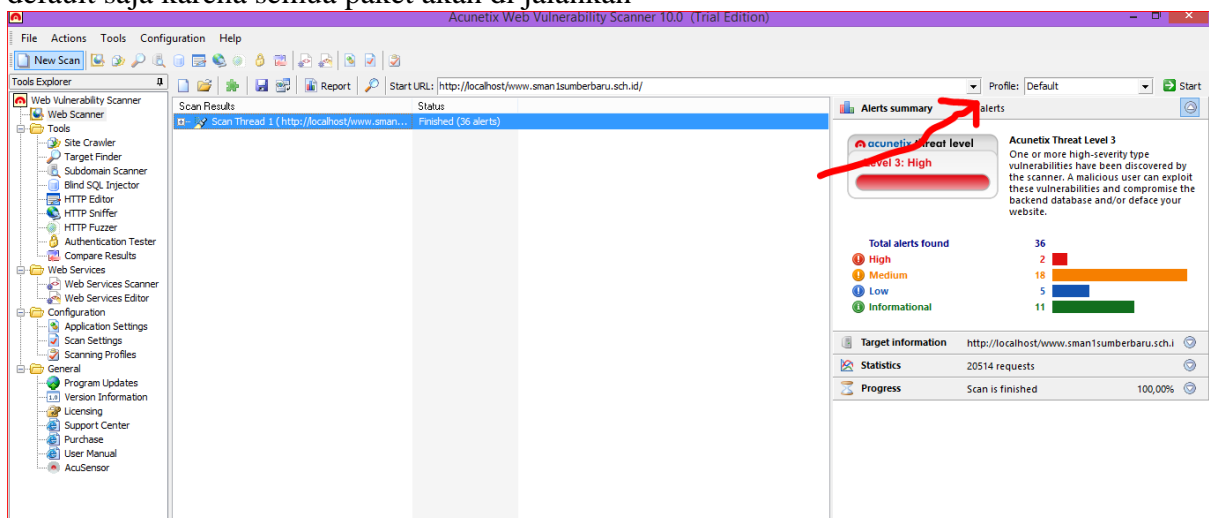 default saja karena semua paket akan di jalankan
Acunetix Web Vulnerability Scanner 10.0 (Trial Edition)
File Actions Tools Configuration Help
New Scan
Tools Explorer
Report Start URL: http://localhost/www.sman1sumberbaru.sch.id/ Profile: Default Start
Web Vulnerability Scanner
Web Scanner
Tools
Site Crawler
Target Finder
Subdomain Scanner
Blind SQL Injector
HTTP Editor
HTTP Sniffer
HTTP Fuzzer
Authentication Tester
Compare Results
Web Services
Web Services Scanner
Web Services Editor
Configuration
Application Settings
Scan Settings
Scanning Profiles
General
Program Updates
Version Information
Licensing
Support Center
Purchase
User Manual
AcuSensor
Scan Results Status
Scan Thread 1 ( http://localhost/www.sman... Finished (36 alerts)
Alerts summary alerts
acunetix threat level
Level 3: High
Acunetix Threat Level 3
One or more high-severity type
vulnerabilities have been discovered by
the scanner. A malicious user can exploit
these vulnerabilities and compromise the
backend database and/or deface your
website.
Total alerts found 36
High 2
Medium 18
Low 5
Informational 11
Target information http://localhost/www.sman1sumberbaru.sch.i
Statistics 20514 requests
Progress Scan is finished 100,00%